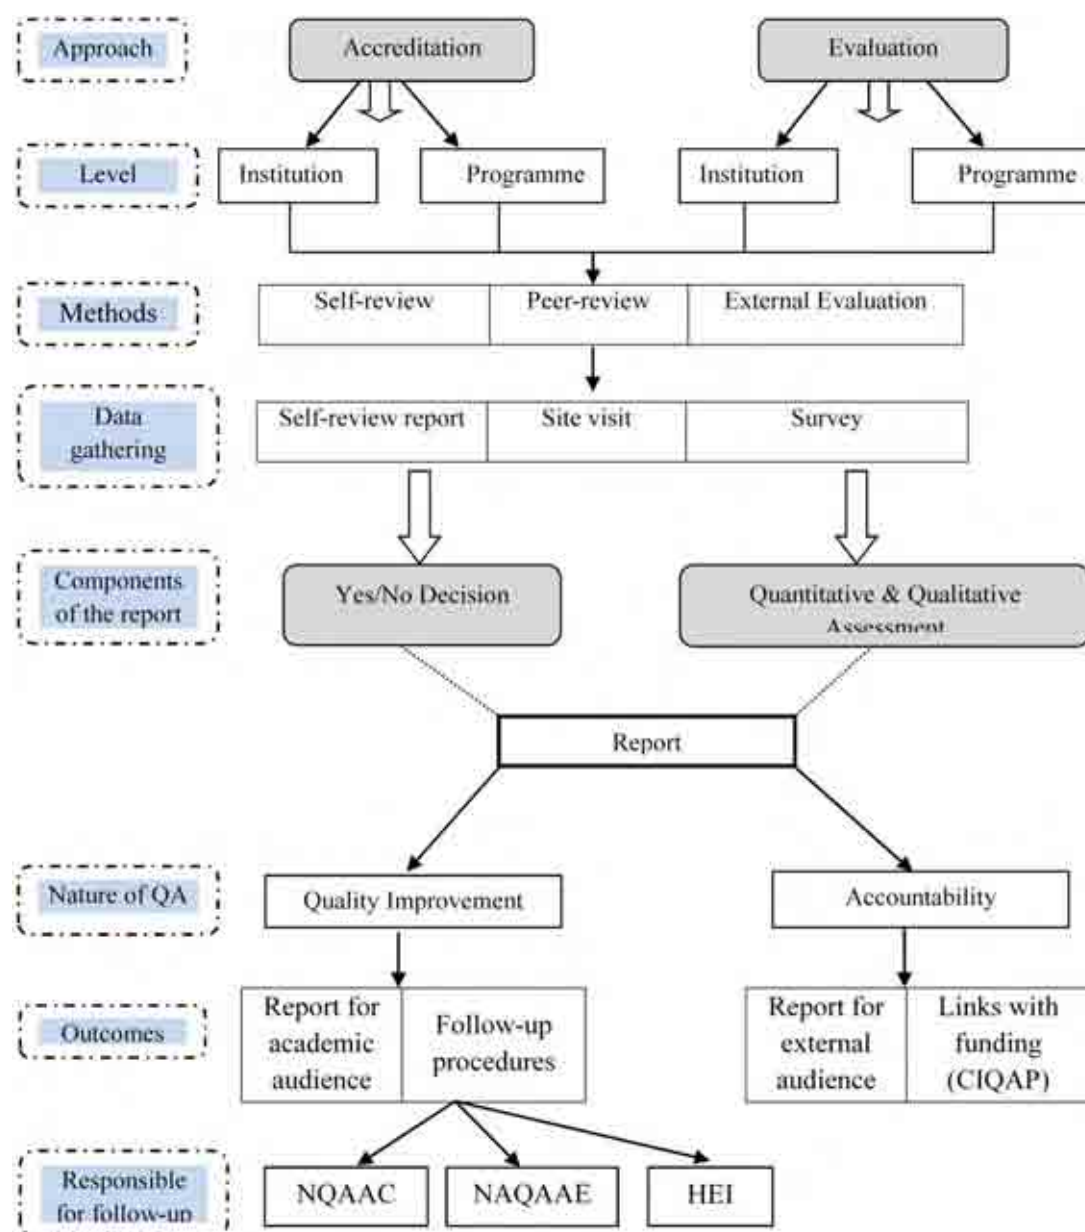 Approach
Accreditation
Evaluation
Level
Institution
Programme
Institution
Programme
Methods
Self-review
Peer-review
External Evaluation
Data
gathering
Self-review report
Site visit
Survey
Components
of the report
Yes/No Decision
Quantitative & Qualitative
Assessment
Report
Nature of QA
Quality Improvement
Accountability
Outcomes
Report for
academic
audience
Follow-up
procedures
Report for
external
audience
Links with
funding
(CIQAP)
Responsible
for follow-up
NQAAC
NAQAAE
HEI